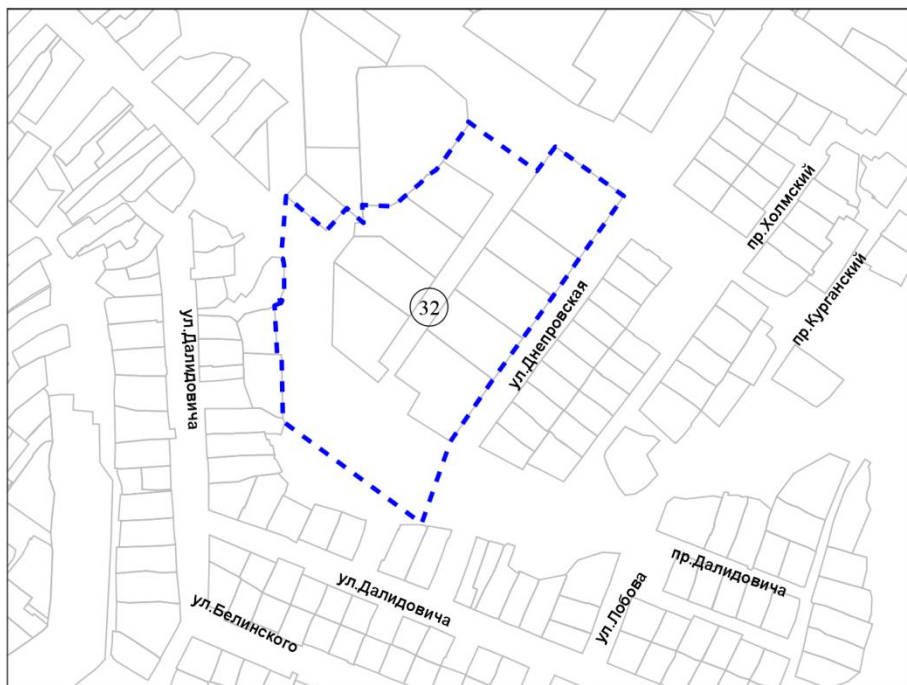 пр.Холмский
пр.Курганский
32
ул.Днепровская
ул.Далидовича
ул.Далидовича
ул.Белинского
ул.Лобова
пр.Далидовича